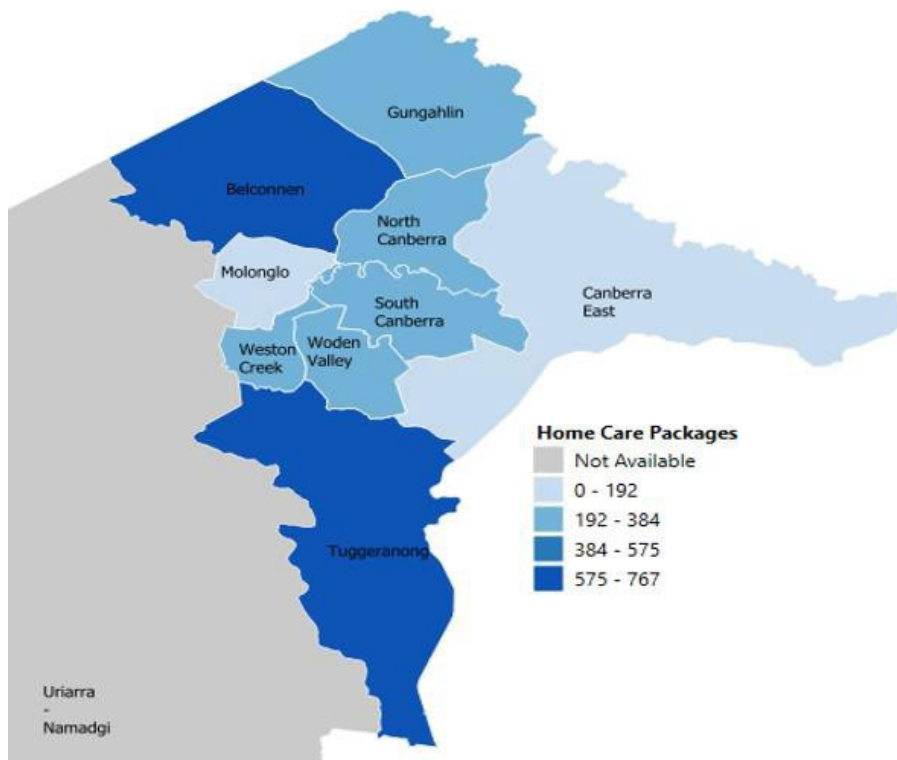 Gungahlin
Belconnen
North
Canberra
Molonglo
Canberra
East
South
Canberra
Weston
Creek
Woden
Valley
Home Care Packages
Not Available
0 - 192
192 - 384
384 - 575
575 - 767
Tuggeranong
Uriarra
-
Namadgi